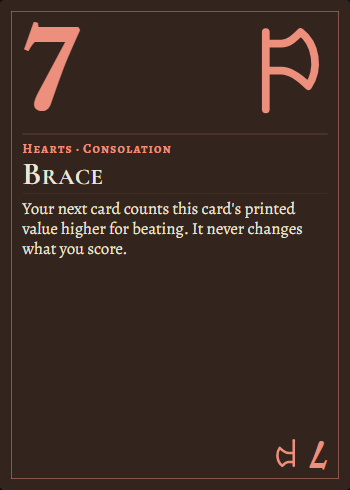 7
Hearts · Consolation
Brace
Your next card counts this card's printed
value higher for beating. It never changes
what you score.
7